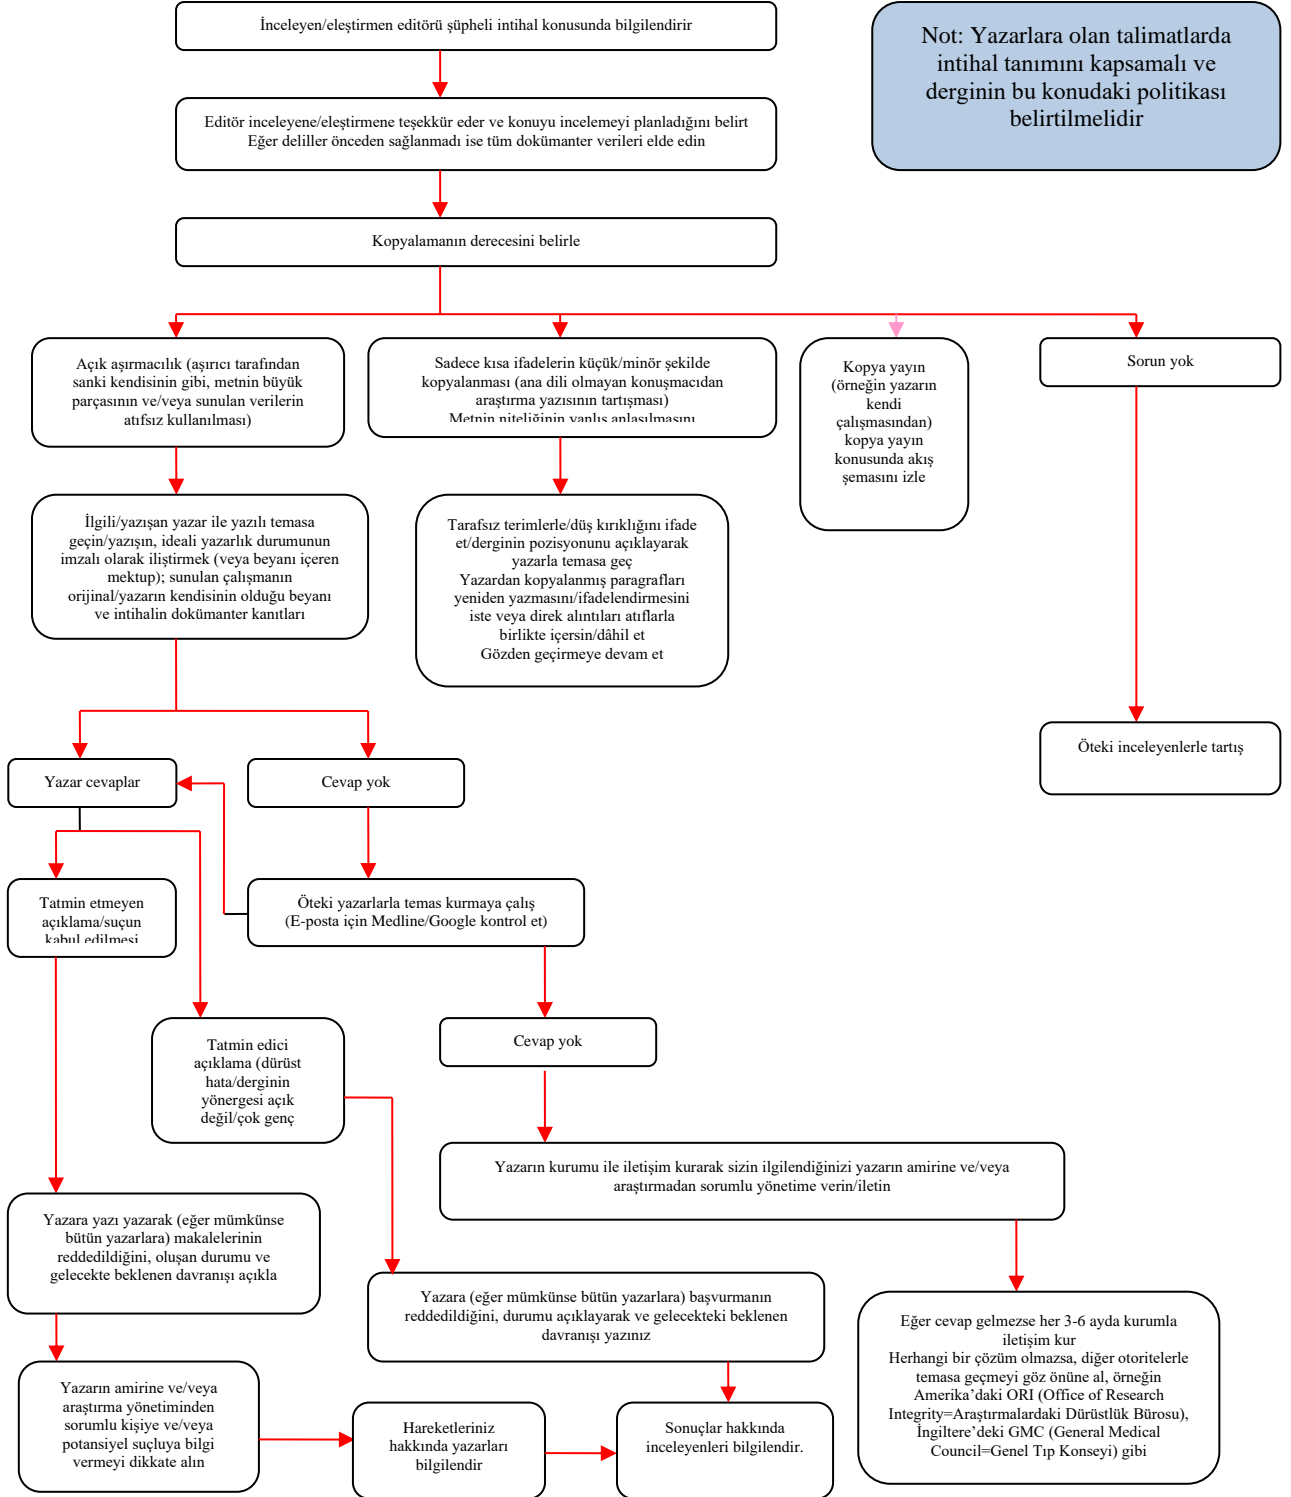 İnceleyen/eleştirmen editörü şüpheli intihal konusunda bilgilendirir
Not: Yazarlara olan talimatlarda
intihal tanımını kapsamalı ve
derginin bu konudaki politikası
belirtilmelidir
Editör inceleyene/eleştirmene teşekkür eder ve konuyu incelemeyi planladığını belirt
Eğer deliller önceden sağlanmadı ise tüm dokümanter verileri elde edin
Kopyalamanın derecesini belirle
Açık aşırmacılık (aşırıcı tarafından
sanki kendisinin gibi, metnin büyük
parçasının ve/veya sunulan verilerin
atıfsız kullanılması)
Sadece kısa ifadelerin küçük/minör şekilde
kopyalanması (ana dili olmayan konuşmacıdan
araştırma yazısının tartışması)
Metnin niteliğinin yanlış anlaşılmasını
Kopya yayın
(örneğin yazarın
kendi
çalışmasından)
kopya yayın
konusunda akış
şemasını izle
Sorun yok
İlgili/yazışan yazar ile yazılı temasa
geçin/yazışın, ideali yazarlık durumunun
imzalı olarak iliştirmek (veya beyanı içeren
mektup); sunulan çalışmanın
orijinal/yazarın kendisinin olduğu beyanı
ve intihalin dokümanter kanıtları
Tarafsız terimlerle/düş kırıklığını ifade
et/derginin pozisyonunu açıklayarak
yazarla temasa geç
Yazardan kopyalanmış paragrafları
yeniden yazmasını/ifadelendirmesini
iste veya direk alıntıları atıflarla
birlikte içersin/dâhil et
Gözden geçirmeye devam et
Öteki inceleyenlerle tartış
Yazar cevaplar
Cevap yok
Tatmin etmeyen
açıklama/suçun
kabul edilmesi
Öteki yazarlarla temas kurmaya çalış
(E-posta için Medline/Google kontrol et)
Tatmin edici
açıklama (dürüst
hata/derginin
yönergesi açık
değil/çok genç
Cevap yok
Yazarın kurumu ile iletişim kurarak sizin ilgilendiğinizi yazarın amirine ve/veya
araştırmadan sorumlu yönetime verin/iletin
Yazara yazı yazarak (eğer mümkünse
bütün yazarlara) makalelerinin
reddedildiğini, oluşan durumu ve
gelecekte beklenen davranışı açıkla
Yazara (eğer mümkünse bütün yazarlara) başvurmanın
reddedildiğini, durumu açıklayarak ve gelecekteki beklenen
davranışı yazınız
Eğer cevap gelmezse her 3-6 ayda kurumla
iletişim kur
Herhangi bir çözüm olmazsa, diğer otoritelerle
temasa geçmeyi göz önüne al, örneğin
Amerika’daki ORI (Office of Research
Integrity=Araştırmalardaki Dürüstlük Bürosu),
İngiltere’deki GMC (General Medical
Council=Genel Tıp Konseyi) gibi
Yazarın amirine ve/veya
araştırma yönetiminden
sorumlu kişiye ve/veya
potansiyel suçluya bilgi
vermeyi dikkate alın
Hareketleriniz
hakkında yazarları
bilgilendir
Sonuçlar hakkında
inceleyenleri bilgilendir.